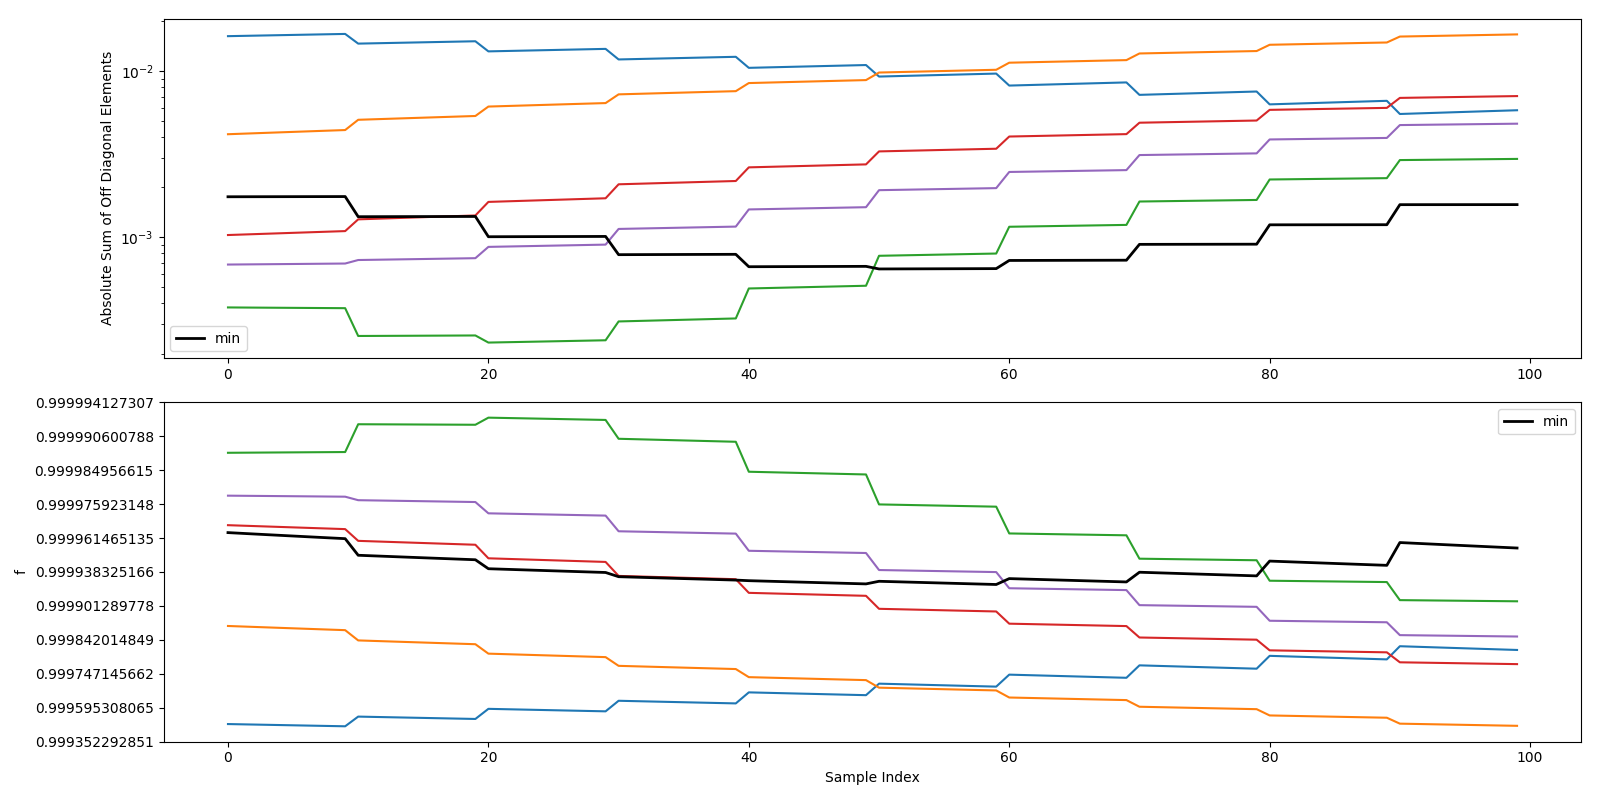 Absolute Sum of Off Diagonal Elements
10⁻²
10⁻³
min
0 20 40 60 80 100
f
0.999994127307
0.999990600788
0.999984956615
0.999975923148
0.999961465135
0.999938325166
0.999901289778
0.999842014849
0.999747145662
0.999595308065
0.999352292851
min
0 20 40 60 80 100
Sample Index